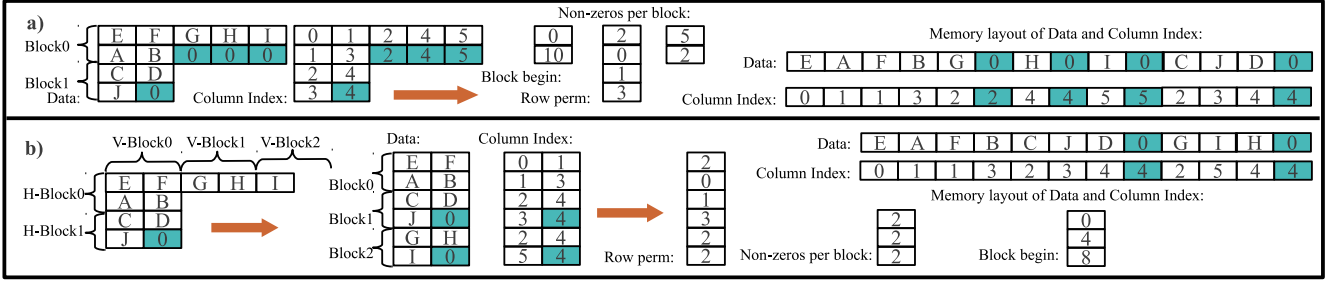 a)
Non-zeros per block:
Block0
E F G H I
A B 0 0 0
0 1 2 4 5
1 3 2 4 5
0
10
2
0
1
3
5
2
Block1
Data:
C D
J 0
Column Index:
2 4
3 4
Block begin:
Row perm:
Memory layout of Data and Column Index:
Data: E A F B G 0 H 0 I 0 C J D 0
Column Index: 0 1 1 3 2 2 4 4 5 5 2 3 4 4
b)
V-Block0 V-Block1 V-Block2
H-Block0
E F G H I
A B
H-Block1
C D
J 0
Data:
Block0
E F
A B
Block1
C D
J 0
Block2
G H
I 0
Column Index:
0 1
1 3
2 4
3 4
2 4
5 4
Row perm:
2
0
1
3
2
2
Data: E A F B C J D 0 G I H 0
Column Index: 0 1 1 3 2 3 4 4 2 5 4 4
Memory layout of Data and Column Index:
Non-zeros per block:
2
2
2
Block begin:
0
4
8